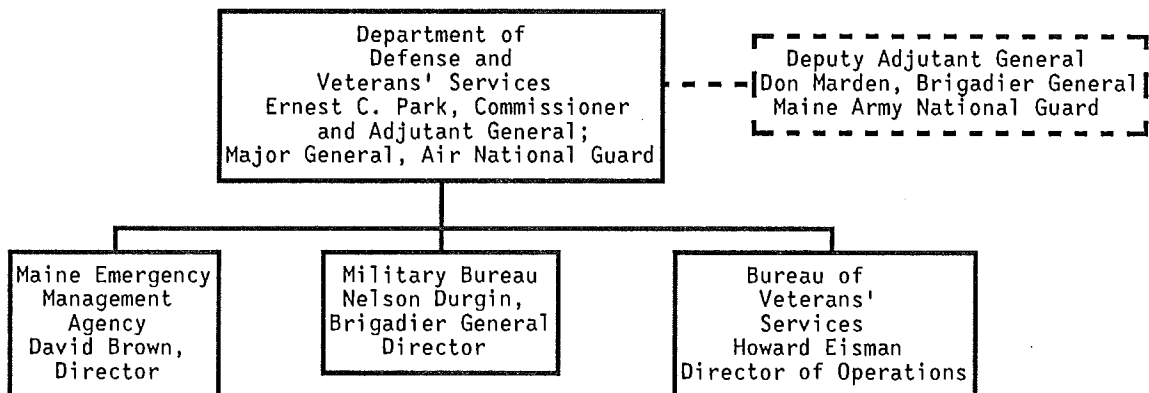 Department of
Defense and
Veterans' Services
Ernest C. Park, Commissioner
and Adjutant General;
Major General, Air National Guard
Deputy Adjutant General
Don Marden, Brigadier General
Maine Army National Guard
Maine Emergency
Management
Agency
David Brown,
Director
Military Bureau
Nelson Durgin,
Brigadier General
Director
Bureau of
Veterans'
Services
Howard Eisman
Director of Operations